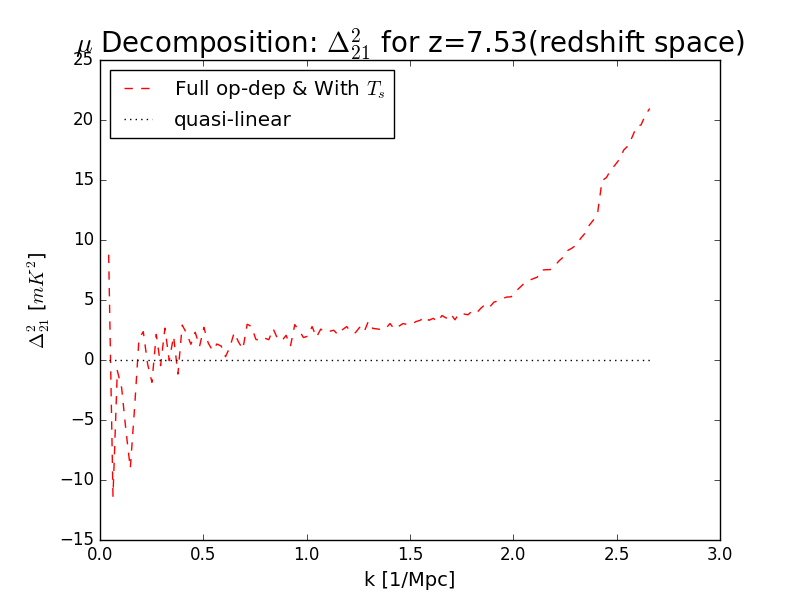 μ Decomposition: Δ²₂₁ for z=7.53(redshift space)
Full op-dep & With Tₛ
quasi-linear
25
20
15
10
5
0
−5
−10
−15
Δ²₂₁ [mK²]
0.0 0.5 1.0 1.5 2.0 2.5 3.0
k [1/Mpc]